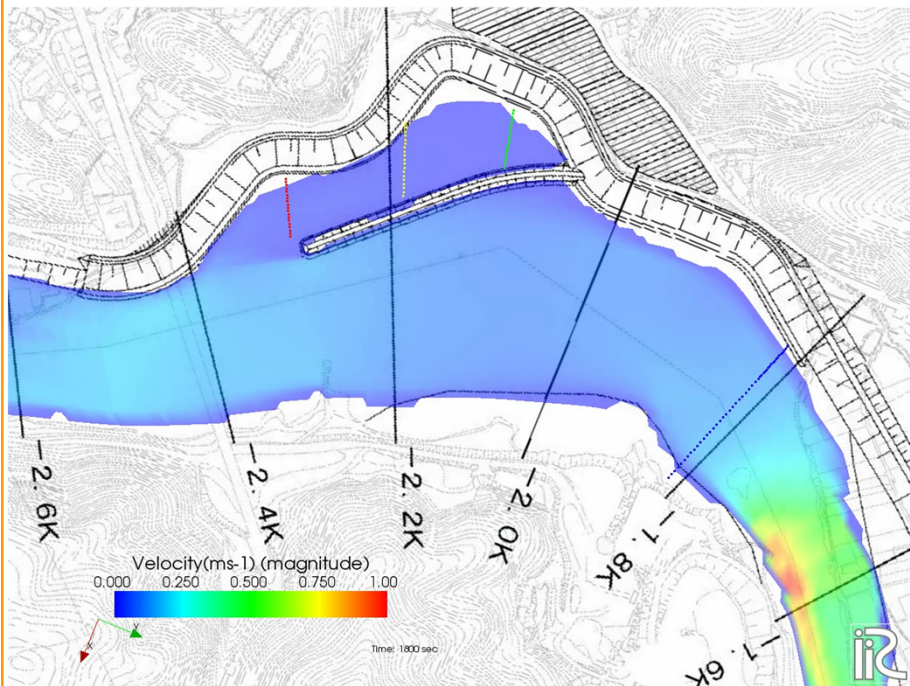 -2.6K
-2.4K
-2.2K
-2.0K
-1.8K
-1.6K
Velocity(ms-1) (magnitude)
0.000 0.250 0.500 0.750 1.00
X
Y
Time: 1800 sec